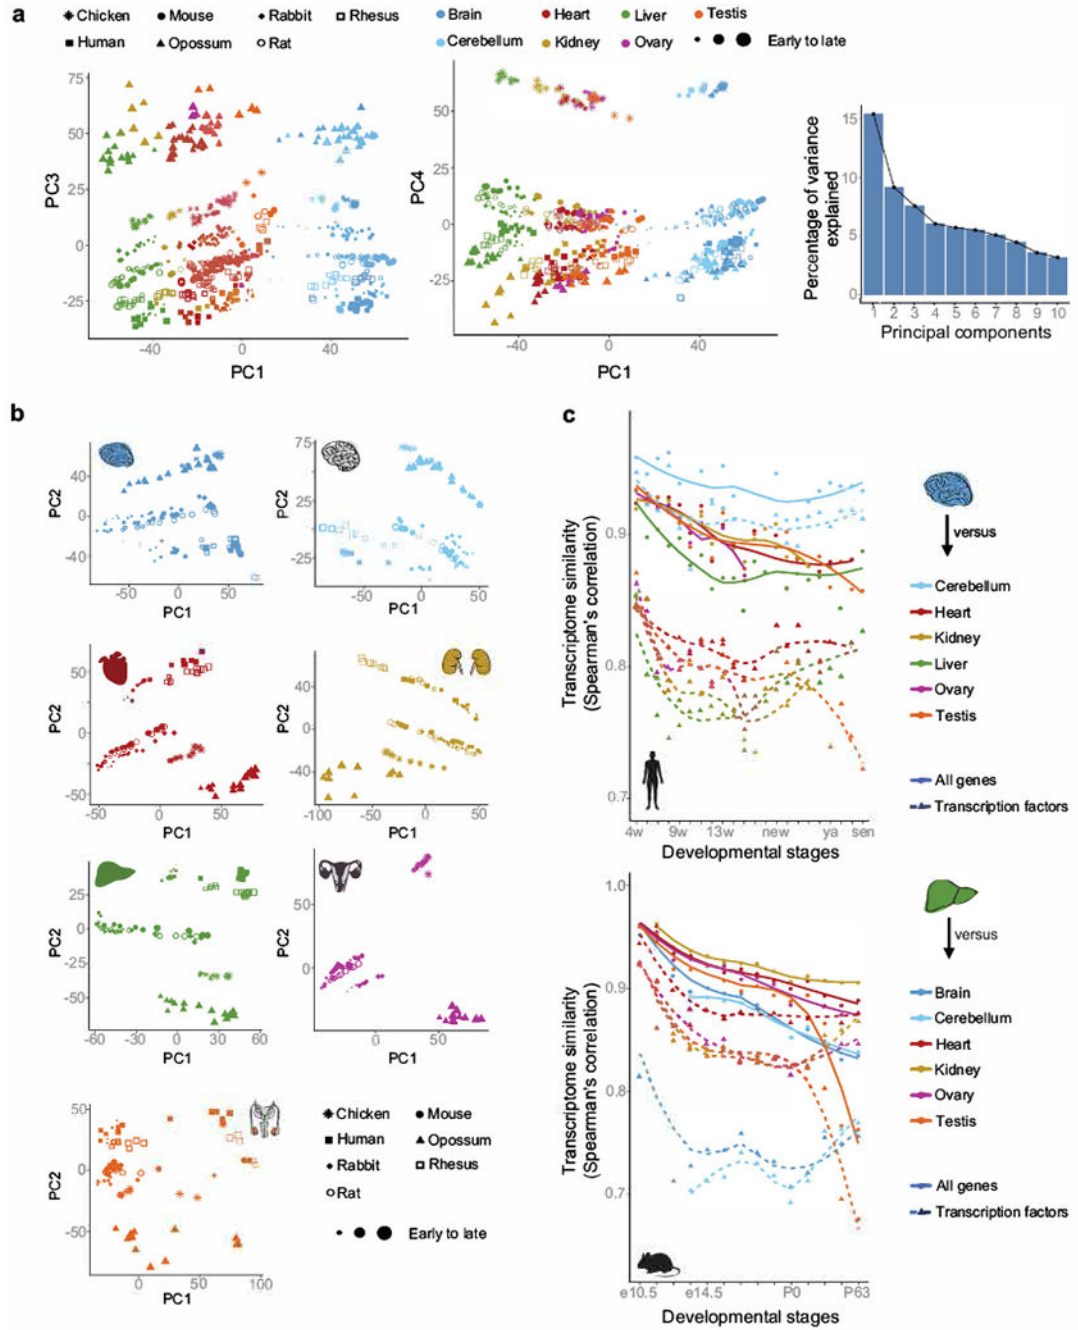 a
Chicken Mouse Rabbit Rhesus
Human Opossum Rat
Brain Heart Liver Testis
Cerebellum Kidney Ovary Early to late
75
50
25
0
-25
PC3
-40 0 40
PC1
50
25
0
-25
PC4
-40 0 40
PC1
15
10
5
0
Percentage of variance
explained
1 2 3 4 5 6 7 8 9 10
Principal components
b
40
0
-40
PC2
-50 0 50
PC1
75
25
-25
PC2
-50 0 50
PC1
50
0
-50
PC2
-50 0 50
PC1
40
0
-40
PC2
-100 -50 0 50
PC1
25
0
-25
-50
PC2
-60 -30 0 30 60
PC1
50
0
PC2
0 50
PC1
50
0
-50
PC2
0 50 100
PC1
Chicken Mouse
Human Opossum
Rabbit Rhesus
Rat
Early to late
c
0.9
0.8
0.7
Transcriptome similarity
(Spearman's correlation)
4w 9w 13w new ya sen
Developmental stages
versus
Cerebellum
Heart
Kidney
Liver
Ovary
Testis
All genes
Transcription factors
1.0
0.9
0.8
0.7
Transcriptome similarity
(Spearman's correlation)
e10.5 e14.5 P0 P63
Developmental stages
versus
Brain
Cerebellum
Heart
Kidney
Ovary
Testis
All genes
Transcription factors